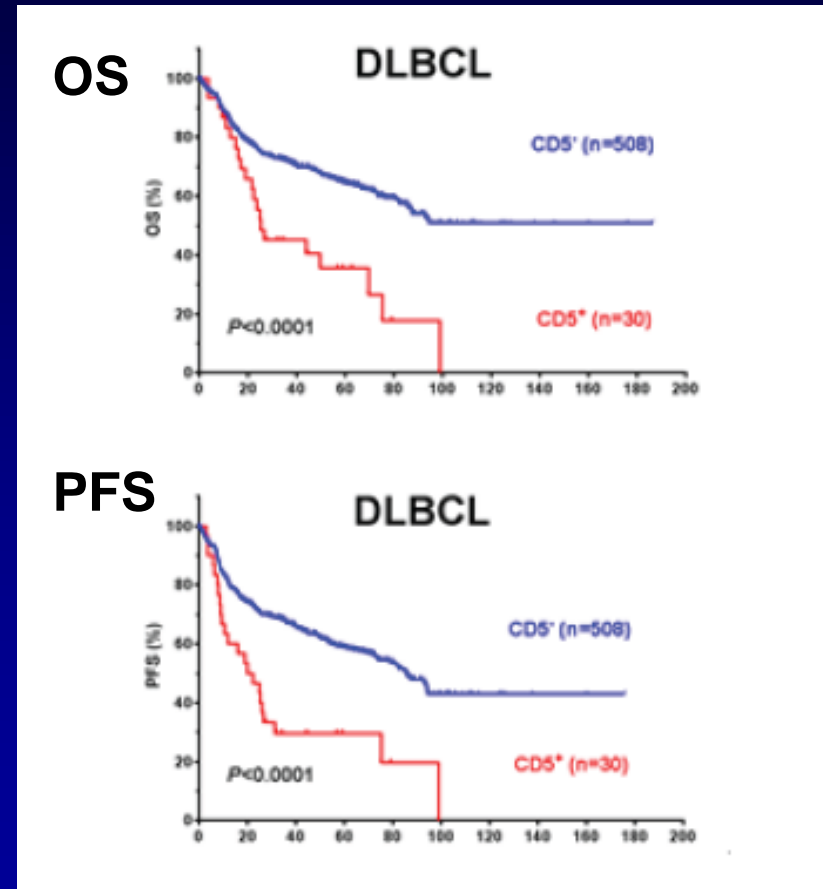 OS
DLBCL
100
80
60
40
20
0
OS (%)
CD5- (n=508)
CD5+ (n=30)
P<0.0001
0 20 40 60 80 100 120 140 160 180 200
PFS
DLBCL
100
80
60
40
20
0
PFS (%)
CD5- (n=508)
CD5+ (n=30)
P<0.0001
0 20 40 60 80 100 120 140 160 180 200